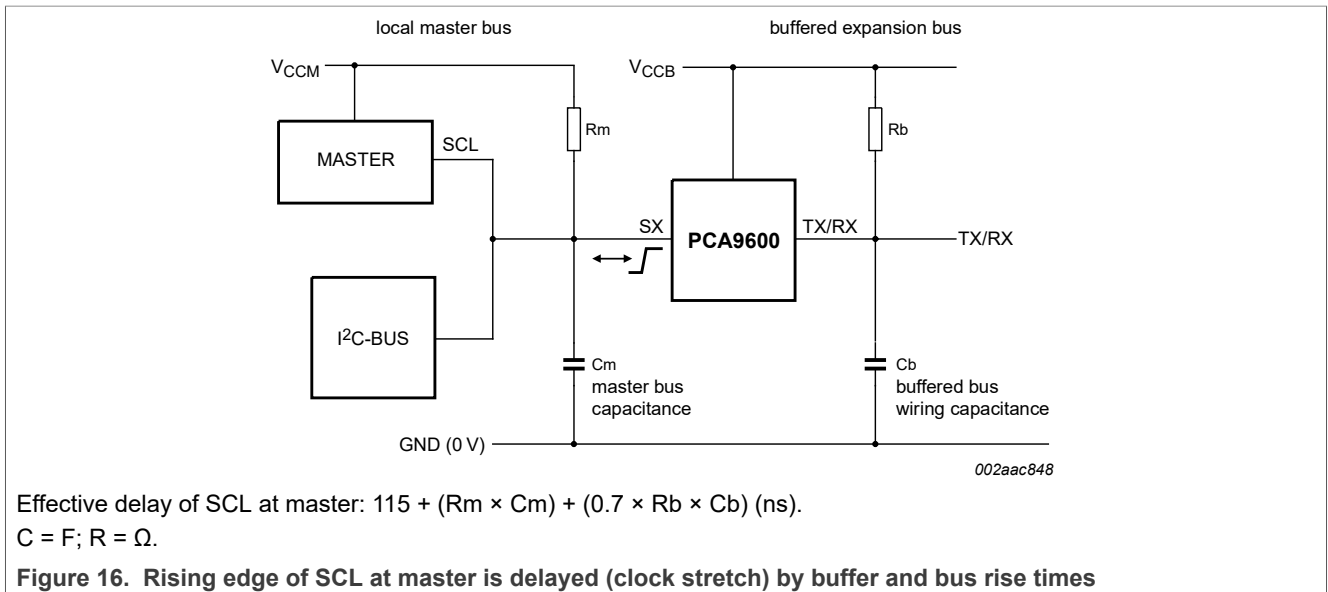 local master bus
buffered expansion bus
VCCM
VCCB
Rm
Rb
MASTER
SCL
SX
PCA9600
TX/RX
TX/RX
I2C-BUS
Cm
master bus
capacitance
Cb
buffered bus
wiring capacitance
GND (0 V)
002aac848
Effective delay of SCL at master: 115 + (Rm × Cm) + (0.7 × Rb × Cb) (ns).
C = F; R = Ω.
Figure 16. Rising edge of SCL at master is delayed (clock stretch) by buffer and bus rise times